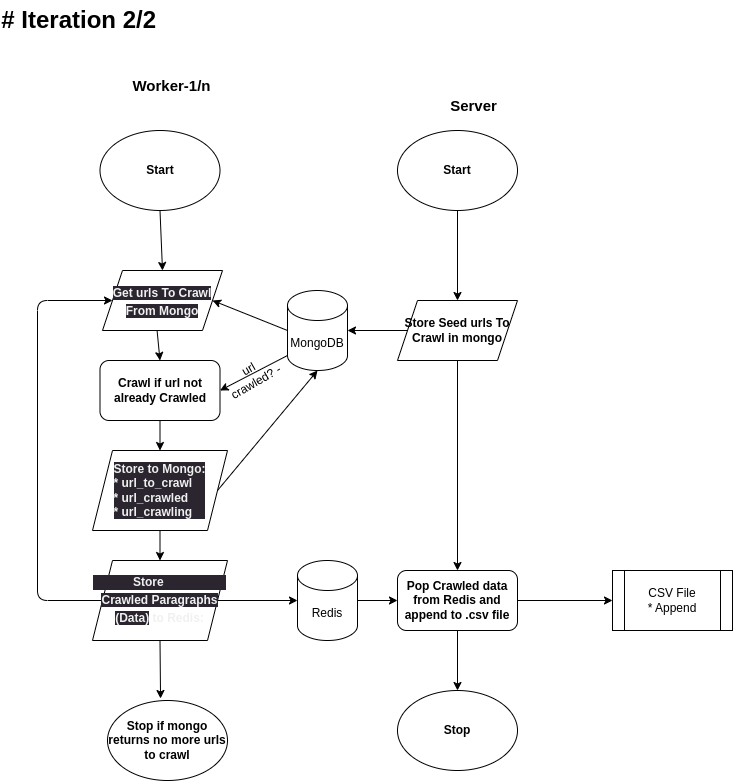 # Iteration 2/2
Worker-1/n
Server
Start
Start
Get urls To Crawl
From Mongo
MongoDB
Store Seed urls To
Crawl in mongo
url
crawled? -
Crawl if url not
already Crawled
Store to Mongo:
* url_to_crawl
* url_crawled
* url_crawling
Store
Crawled Paragraphs
(Data) to Redis:
Redis
Pop Crawled data
from Redis and
append to .csv file
CSV File
* Append
Stop if mongo
returns no more urls
to crawl
Stop